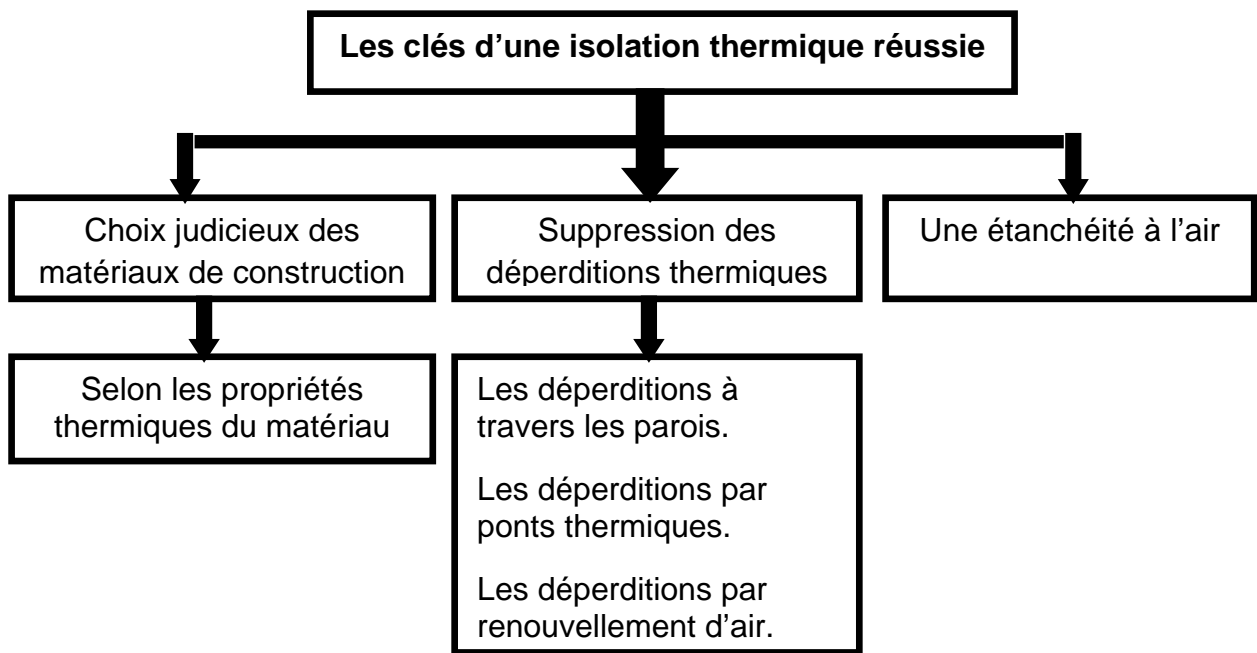 Les clés d’une isolation thermique réussie
Choix judicieux des
matériaux de construction
Suppression des
déperditions thermiques
Une étanchéité à l’air
Selon les propriétés
thermiques du matériau
Les déperditions à
travers les parois.
Les déperditions par
ponts thermiques.
Les déperditions par
renouvellement d’air.